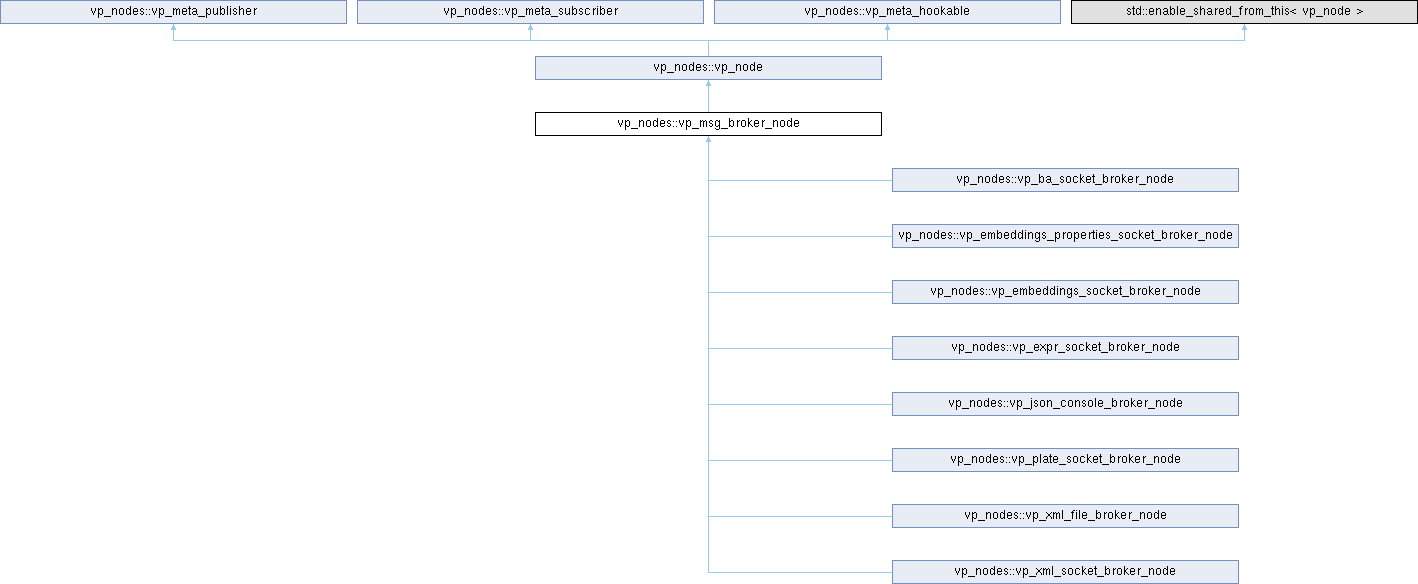 vp_nodes::vp_meta_publisher
vp_nodes::vp_meta_subscriber
vp_nodes::vp_meta_hookable
std::enable_shared_from_this< vp_node >
vp_nodes::vp_node
vp_nodes::vp_msg_broker_node
vp_nodes::vp_ba_socket_broker_node
vp_nodes::vp_embeddings_properties_socket_broker_node
vp_nodes::vp_embeddings_socket_broker_node
vp_nodes::vp_expr_socket_broker_node
vp_nodes::vp_json_console_broker_node
vp_nodes::vp_plate_socket_broker_node
vp_nodes::vp_xml_file_broker_node
vp_nodes::vp_xml_socket_broker_node